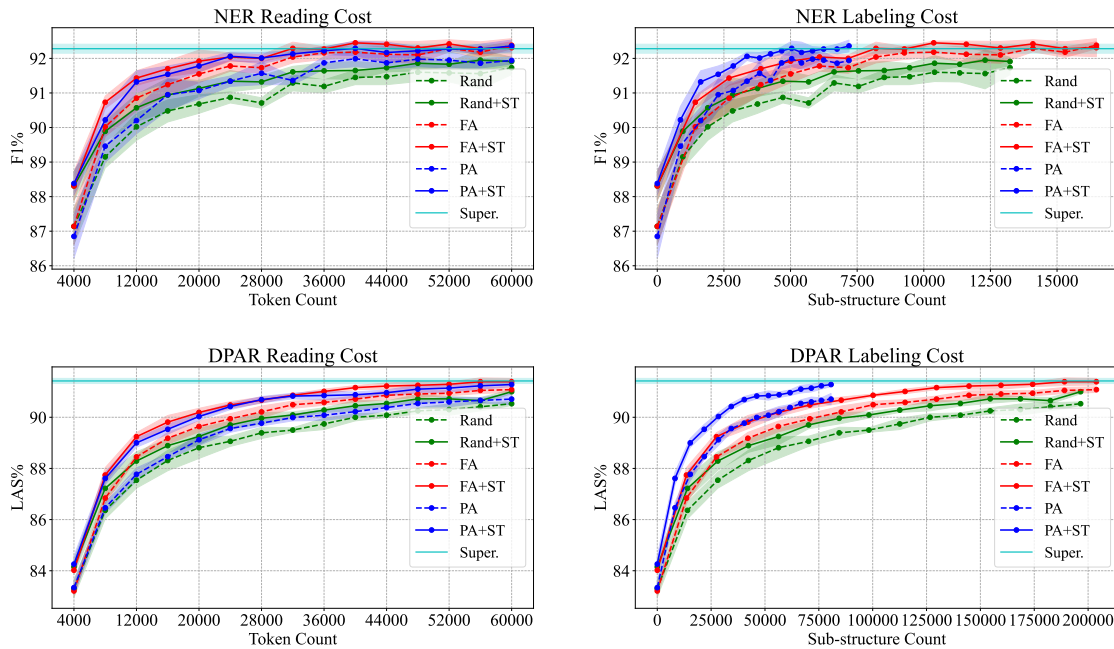 NER Reading Cost
92
91
90
89
88
87
86
F1%
4000
12000
20000
28000
36000
44000
52000
60000
Token Count
Rand
Rand+ST
FA
FA+ST
PA
PA+ST
Super.
NER Labeling Cost
92
91
90
89
88
87
86
F1%
0
2500
5000
7500
10000
12500
15000
Sub-structure Count
Rand
Rand+ST
FA
FA+ST
PA
PA+ST
Super.
DPAR Reading Cost
90
88
86
84
LAS%
4000
12000
20000
28000
36000
44000
52000
60000
Token Count
Rand
Rand+ST
FA
FA+ST
PA
PA+ST
Super.
DPAR Labeling Cost
90
88
86
84
LAS%
0
25000
50000
75000
100000
125000
150000
175000
200000
Sub-structure Count
Rand
Rand+ST
FA
FA+ST
PA
PA+ST
Super.